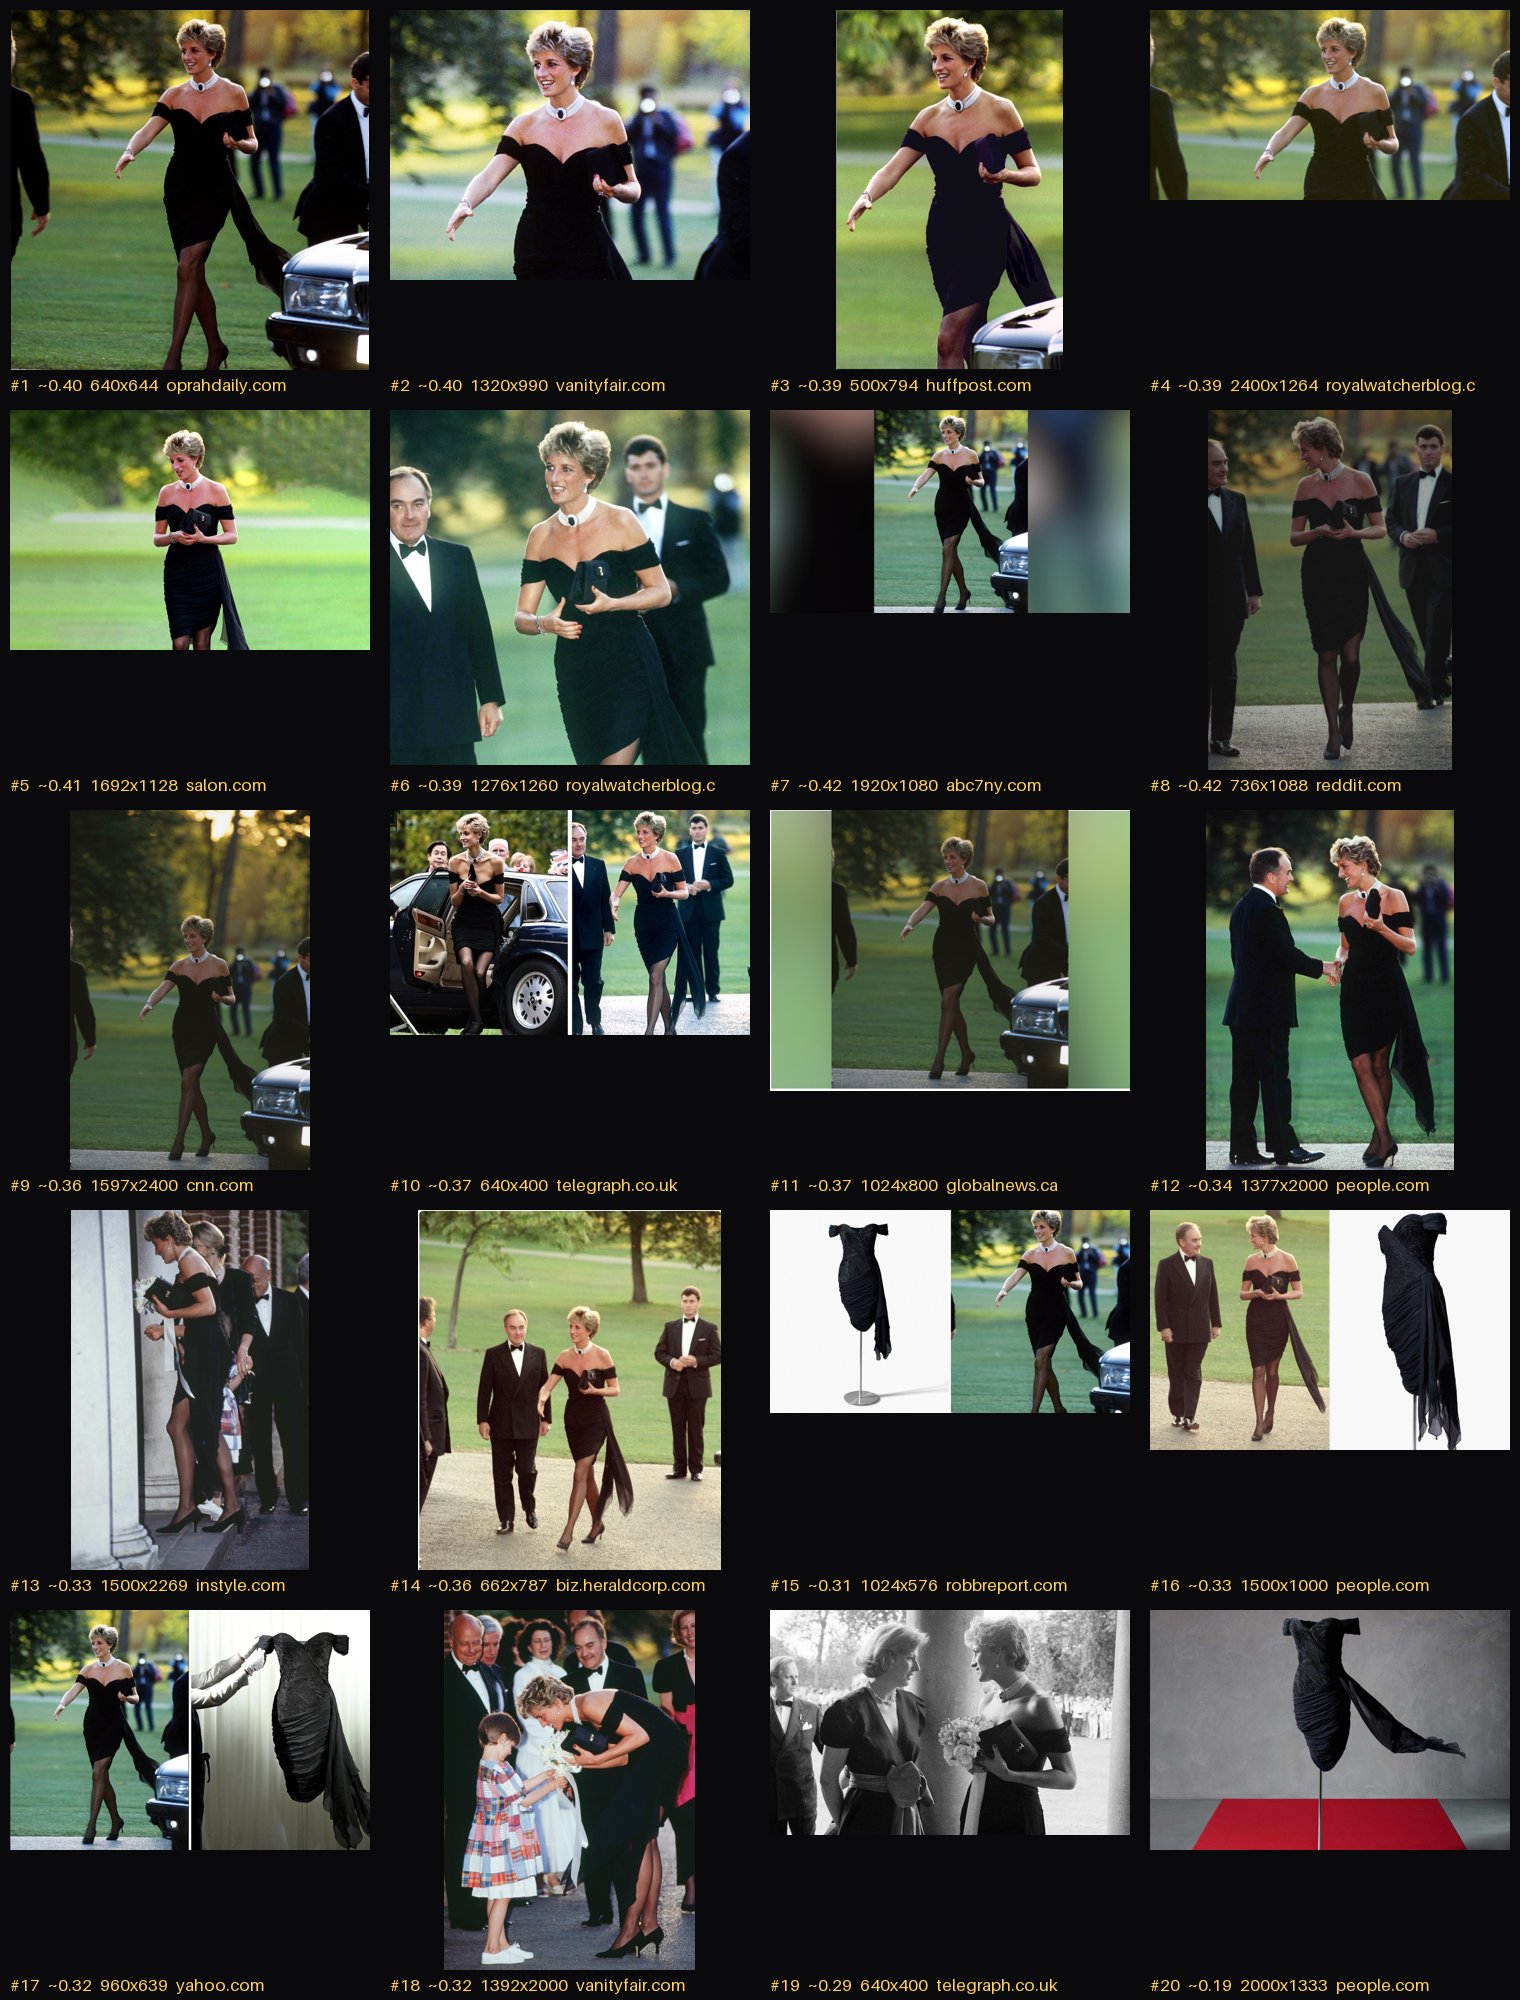 #1 ~0.40 640x644 oprahdaily.com
#2 ~0.40 1320x990 vanityfair.com
#3 ~0.39 500x794 huffpost.com
#4 ~0.39 2400x1264 royalwatcherblog.c
#5 ~0.41 1692x1128 salon.com
#6 ~0.39 1276x1260 royalwatcherblog.c
#7 ~0.42 1920x1080 abc7ny.com
#8 ~0.42 736x1088 reddit.com
#9 ~0.36 1597x2400 cnn.com
#10 ~0.37 640x400 telegraph.co.uk
#11 ~0.37 1024x800 globalnews.ca
#12 ~0.34 1377x2000 people.com
#13 ~0.33 1500x2269 instyle.com
#14 ~0.36 662x787 biz.heraldcorp.com
#15 ~0.31 1024x576 robbreport.com
#16 ~0.33 1500x1000 people.com
#17 ~0.32 960x639 yahoo.com
#18 ~0.32 1392x2000 vanityfair.com
#19 ~0.29 640x400 telegraph.co.uk
#20 ~0.19 2000x1333 people.com